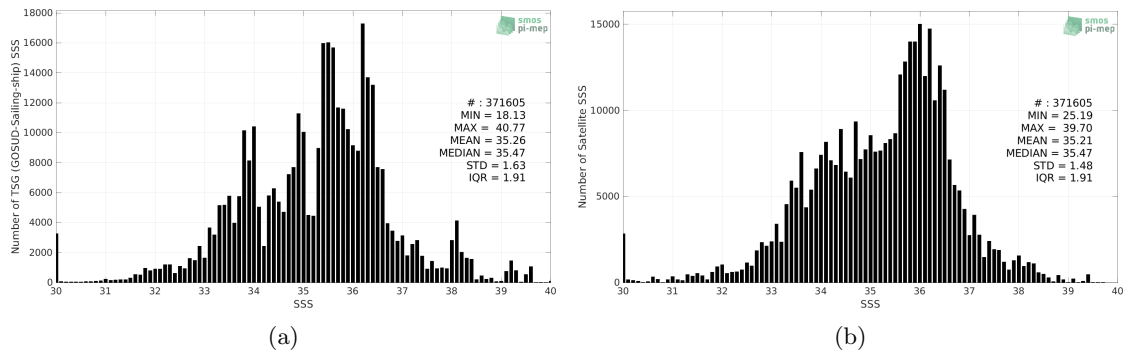 18000
16000
14000
12000
10000
8000
6000
4000
2000
0
Number of TSG (GOSUD-Sailing-ship) SSS
smos
pi-mep
# : 371605
MIN = 18.13
MAX = 40.77
MEAN = 35.26
MEDIAN = 35.47
STD = 1.63
IQR = 1.91
30 31 32 33 34 35 36 37 38 39 40
SSS
(a)
15000
10000
5000
0
Number of Satellite SSS
smos
pi-mep
# : 371605
MIN = 25.19
MAX = 39.70
MEAN = 35.21
MEDIAN = 35.47
STD = 1.48
IQR = 1.91
30 31 32 33 34 35 36 37 38 39 40
SSS
(b)